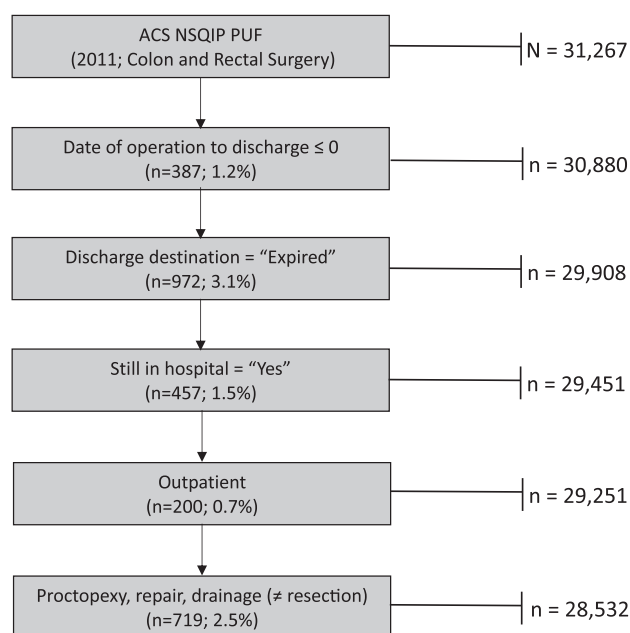 ACS NSQIP PUF
(2011; Colon and Rectal Surgery)
N = 31,267
Date of operation to discharge ≤ 0
(n=387; 1.2%)
n = 30,880
Discharge destination = “Expired”
(n=972; 3.1%)
n = 29,908
Still in hospital = “Yes”
(n=457; 1.5%)
n = 29,451
Outpatient
(n=200; 0.7%)
n = 29,251
Proctopexy, repair, drainage (≠ resection)
(n=719; 2.5%)
n = 28,532